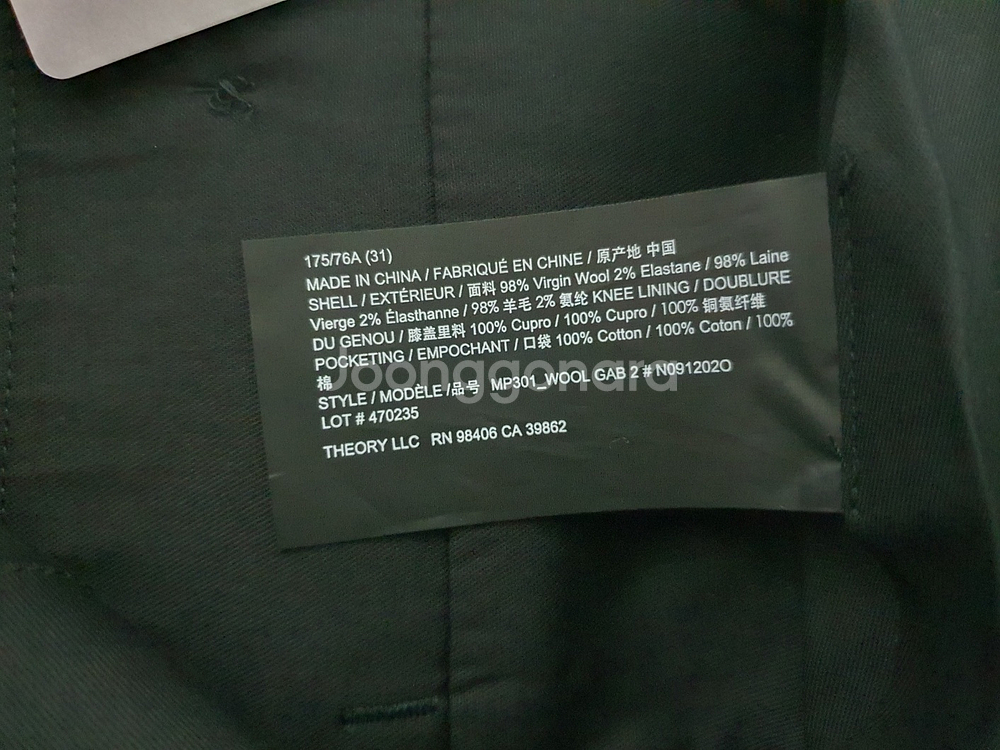 175/76A (31)
MADE IN CHINA / FABRIQUÉ EN CHINE / 原产地 中国
SHELL / EXTÉRIEUR / 面料 98% Virgin Wool 2% Elastane / 98% Laine
Vierge 2% Élasthanne / 98% 羊毛 2% 氨纶 KNEE LINING / DOUBLURE
DU GENOU / 膝盖里料 100% Cupro / 100% Cupro / 100% 铜氨纤维
POCKETING / EMPOCHANT / 口袋 100% Cotton / 100% Coton / 100%
棉
Joonggonara
STYLE / MODÈLE /品号 MP301_WOOL GAB 2 # N091202O
LOT # 470235
THEORY LLC RN 98406 CA 39862